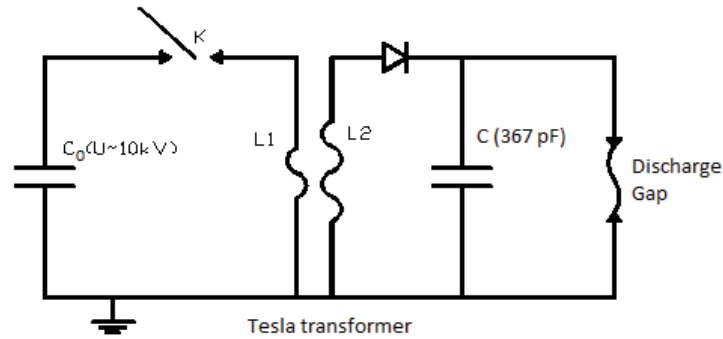 K
C₀(U~10kV)
L1
L2
C (367 pF)
Discharge
Gap
Tesla transformer